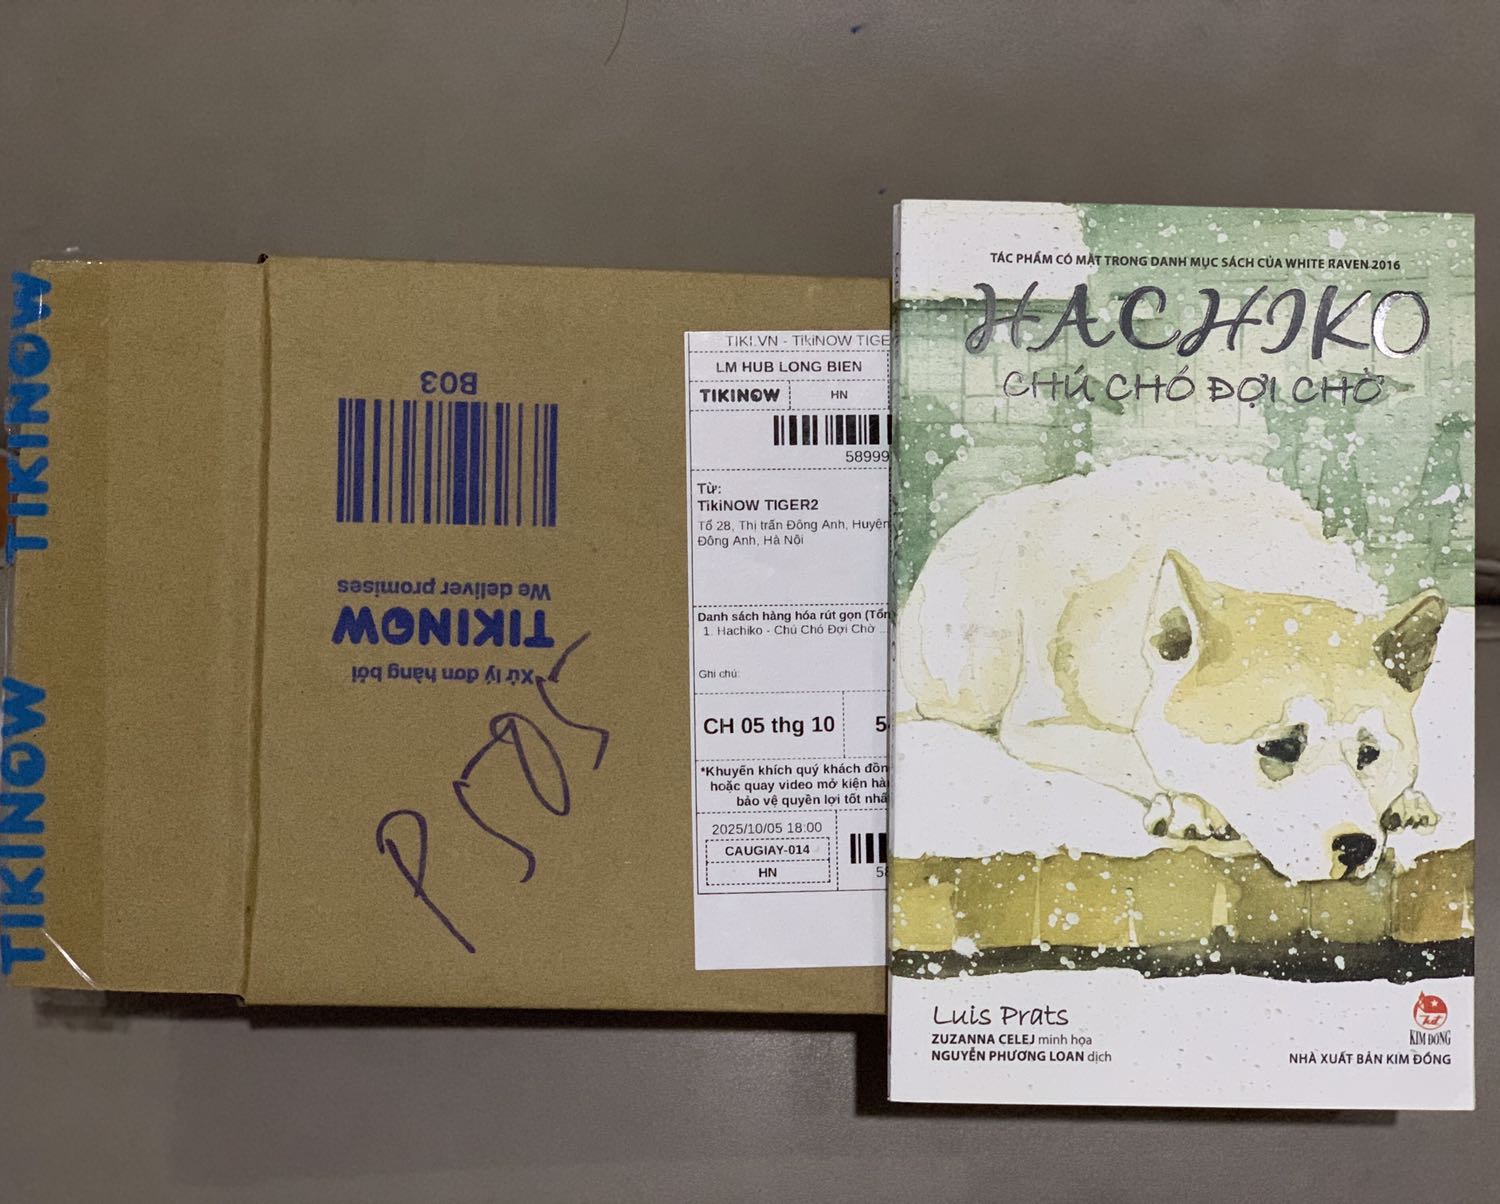 TIKINOW
TIKINOW
B03
We deliver promises
TIKINOW
Xử lý đơn hàng bởi
TIKI.VN - TikiNOW TIGE
LM HUB LONG BIEN
TIKINOW
HN
58999
Từ:
TikiNOW TIGER2
Tổ 28, Thị trấn Đông Anh, Huyện
Đông Anh, Hà Nội
Danh sách hàng hóa rút gọn (Tổn
1. Hachiko - Chú Chó Đợi Chờ ...
Ghi chú:
CH 05 thg 10
5
*Khuyến khích quý khách đồn
hoặc quay video mở kiện hà
bảo vệ quyền lợi tốt nhấ
2025/10/05 18:00
CAUGIAY-014
HN
58
TÁC PHẨM CÓ MẶT TRONG DANH MỤC SÁCH CỦA WHITE RAVEN 2016
HACHIKO
CHÚ CHÓ ĐỢI CHỜ
Luis Prats
ZUZANNA CELEJ minh họa
NGUYỄN PHƯƠNG LOAN dịch
KIM ĐỒNG
NHÀ XUẤT BẢN KIM ĐỒNG